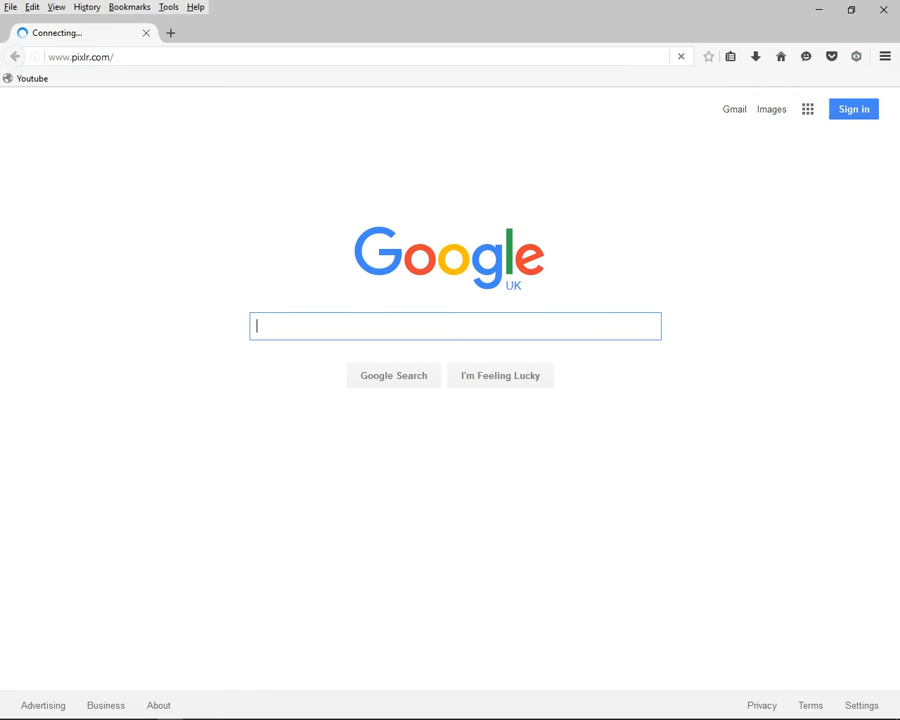 File Edit View History Bookmarks Tools Help
Connecting...
www.pixlr.com/
Youtube
Gmail Images Sign in
Google
UK
Google Search I'm Feeling Lucky
Advertising Business About Privacy Terms Settings